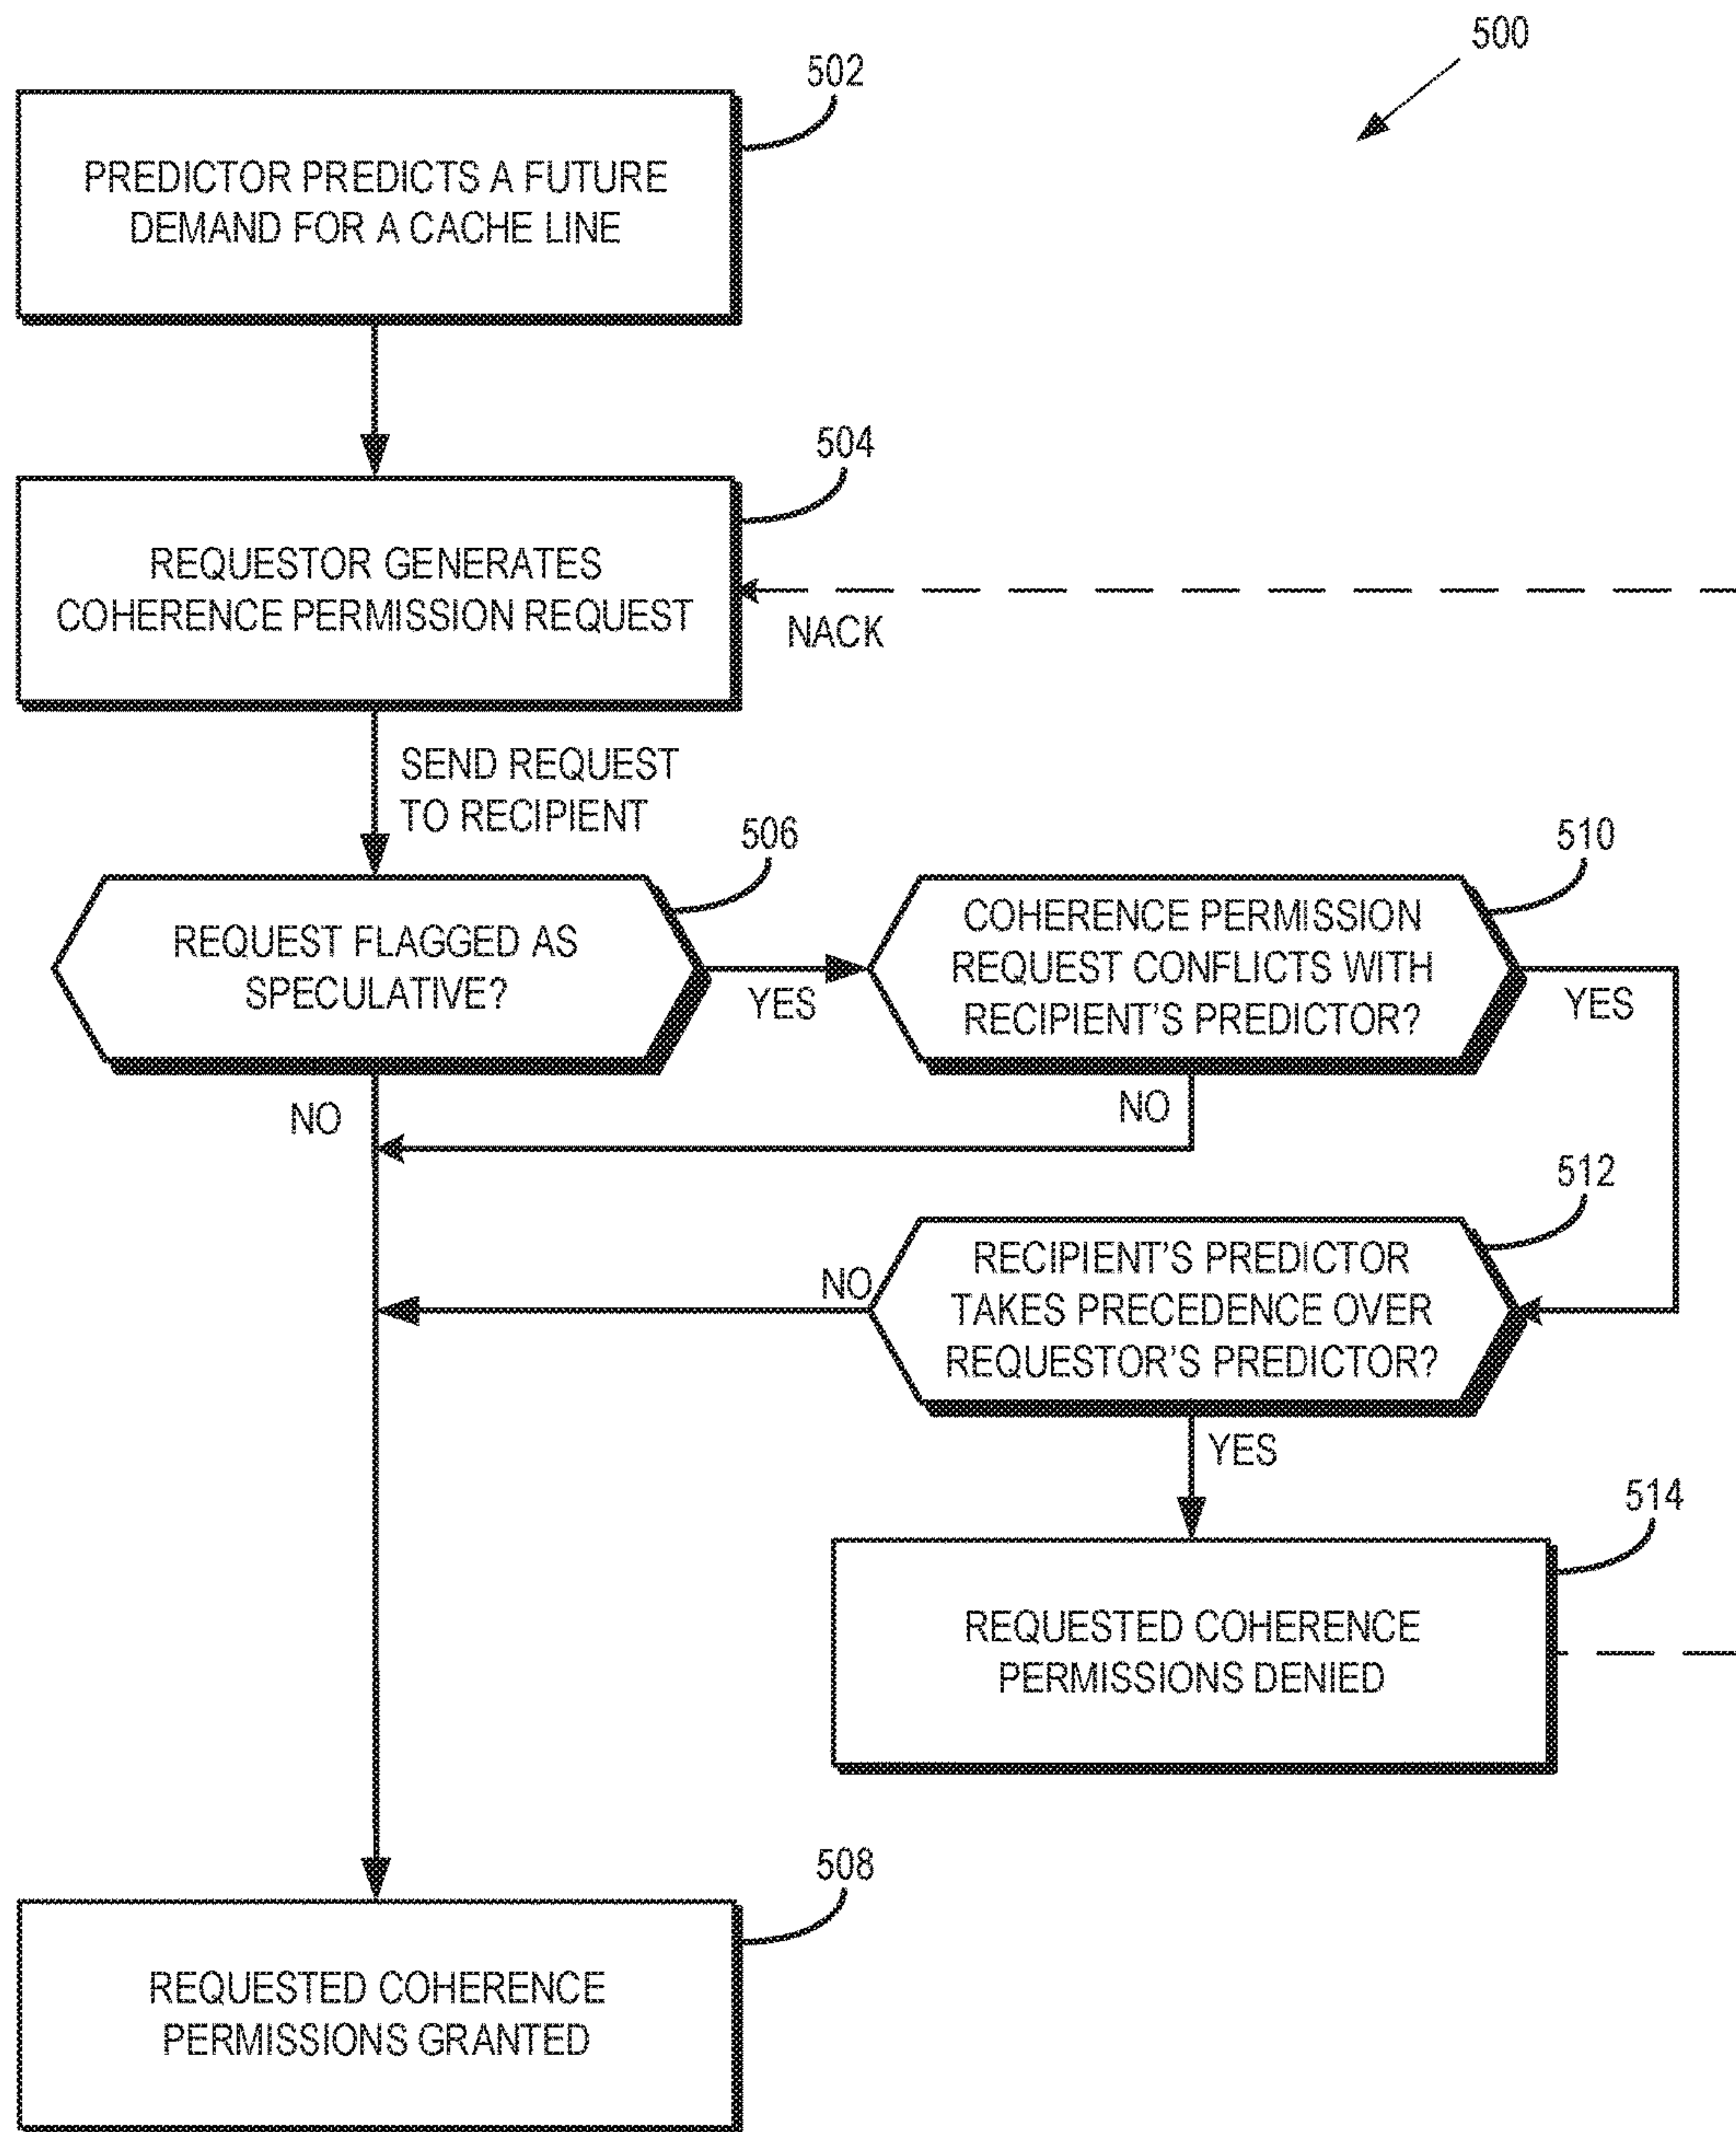 500
502
PREDICTOR PREDICTS A FUTURE
DEMAND FOR A CACHE LINE
504
REQUESTOR GENERATES
COHERENCE PERMISSION REQUEST
NACK
SEND REQUEST
TO RECIPIENT
506
REQUEST FLAGGED AS
SPECULATIVE?
YES
NO
510
COHERENCE PERMISSION
REQUEST CONFLICTS WITH
RECIPIENT'S PREDICTOR?
YES
NO
512
RECIPIENT'S PREDICTOR
TAKES PRECEDENCE OVER
REQUESTOR'S PREDICTOR?
NO
YES
514
REQUESTED COHERENCE
PERMISSIONS DENIED
508
REQUESTED COHERENCE
PERMISSIONS GRANTED